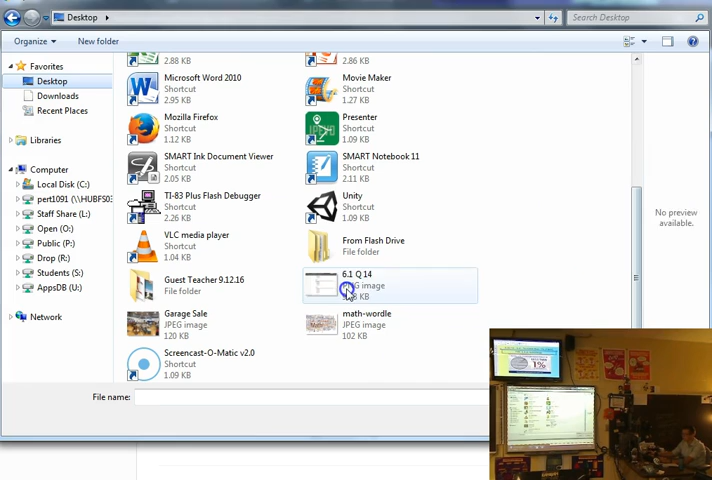 Desktop
Search Desktop
Organize
New folder
2.88 KB
2.86 KB
Favorites
Desktop
Downloads
Recent Places
Libraries
Computer
Local Disk (C:)
pert1091 (\\HUBFS03
Staff Share (L:)
Open (O:)
Public (P:)
Drop (R:)
Students (S:)
AppsDB (U:)
Network
Microsoft Word 2010
Shortcut
2.95 KB
Movie Maker
Shortcut
1.27 KB
Mozilla Firefox
Shortcut
1.12 KB
Presenter
Shortcut
1.09 KB
SMART Ink Document Viewer
Shortcut
2.05 KB
SMART Notebook 11
Shortcut
2.11 KB
TI-83 Plus Flash Debugger
Shortcut
2.26 KB
Unity
Shortcut
1.09 KB
VLC media player
Shortcut
1.04 KB
From Flash Drive
File folder
Guest Teacher 9.12.16
File folder
6.1 Q 14
image
KB
Garage Sale
JPEG image
120 KB
math-wordle
JPEG image
102 KB
Screencast-O-Matic v2.0
Shortcut
1.09 KB
No preview
available.
File name:
1%